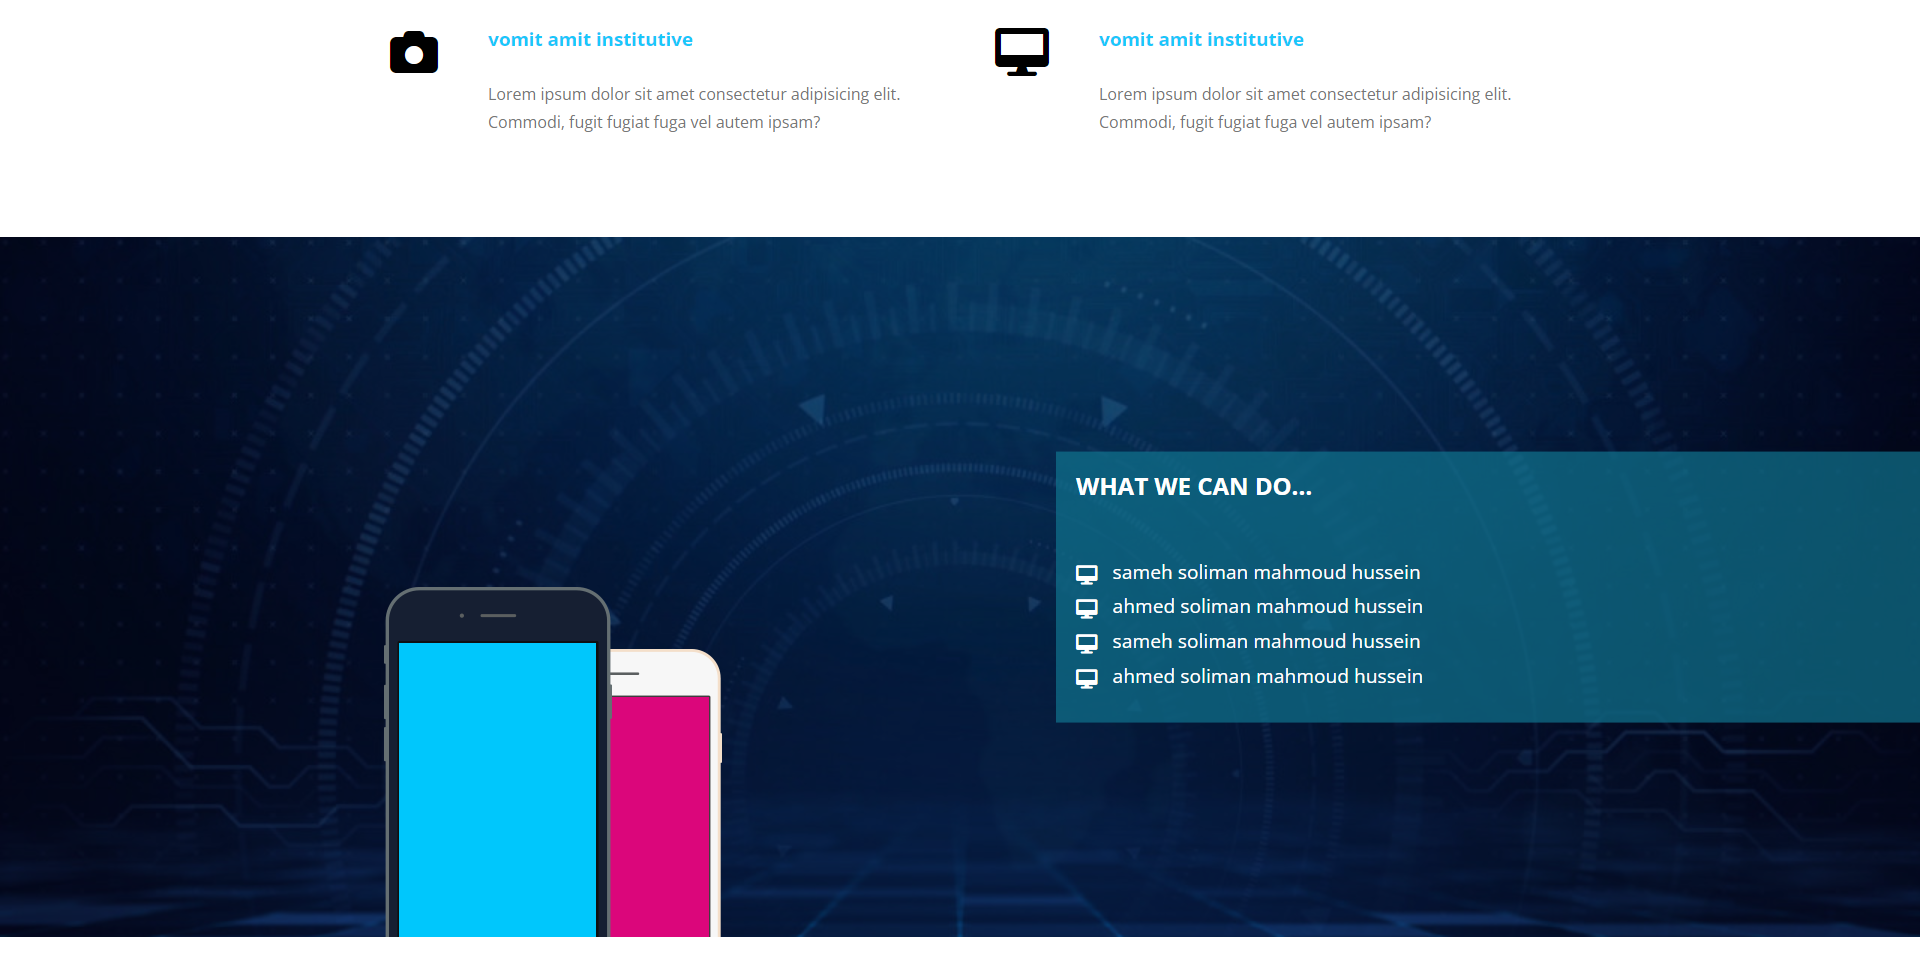 vomit amit institutive
Lorem ipsum dolor sit amet consectetur adipisicing elit.
Commodi, fugit fugiat fuga vel autem ipsam?
vomit amit institutive
Lorem ipsum dolor sit amet consectetur adipisicing elit.
Commodi, fugit fugiat fuga vel autem ipsam?
WHAT WE CAN DO...
sameh soliman mahmoud hussein
ahmed soliman mahmoud hussein
sameh soliman mahmoud hussein
ahmed soliman mahmoud hussein